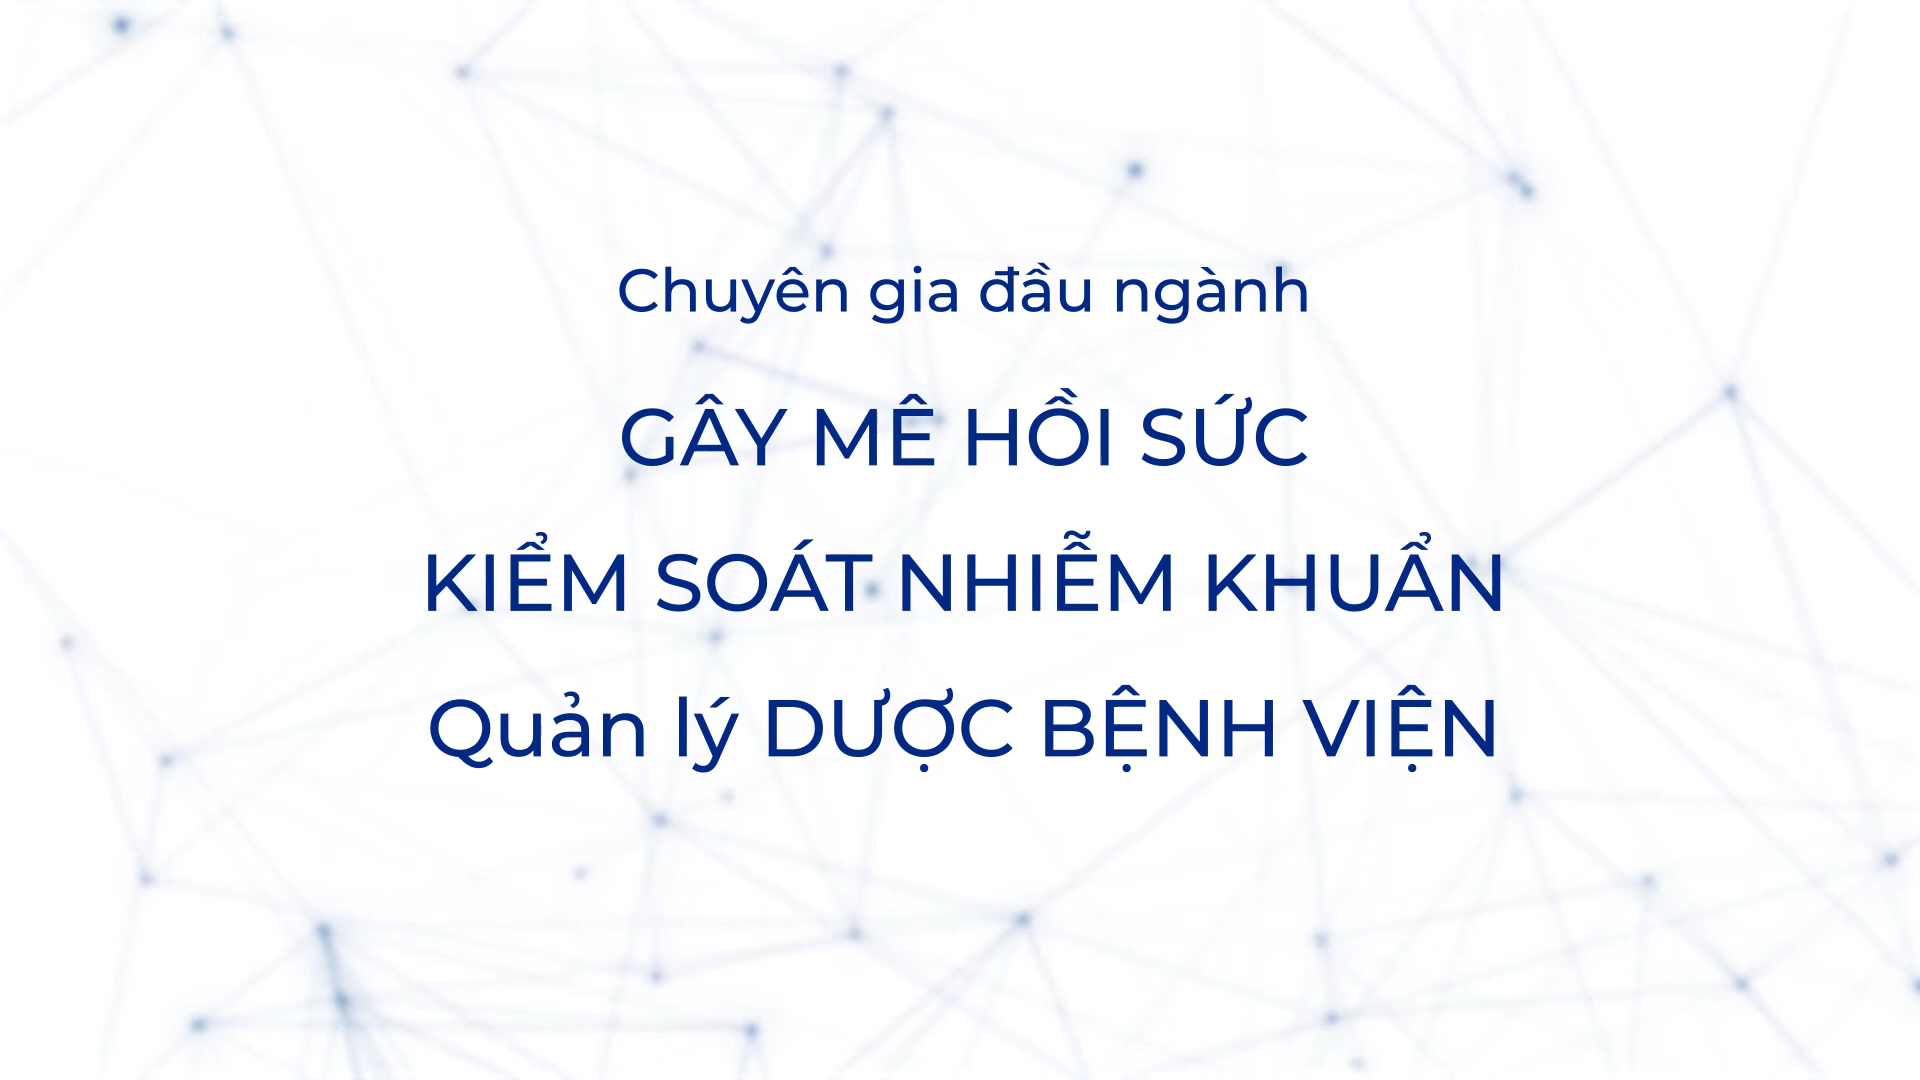 Chuyên gia đầu ngành
GÂY MÊ HỒI SỨC
KIỂM SOÁT NHIỄM KHUẨN
Quản lý DƯỢC BỆNH VIỆN